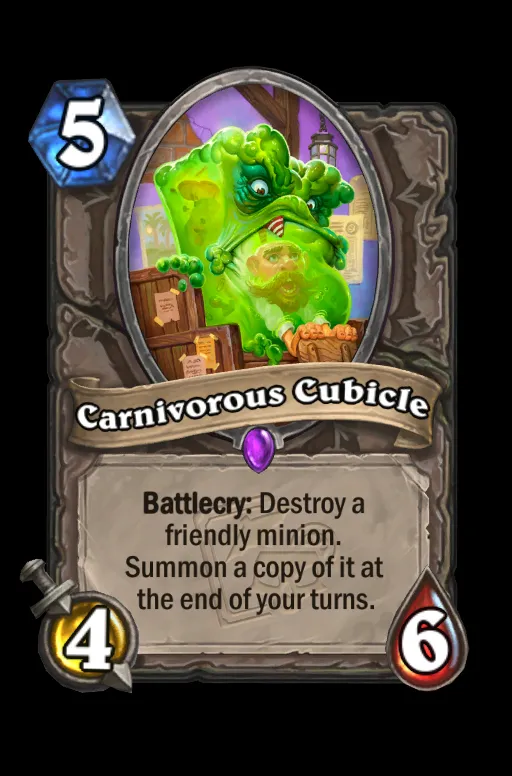 5
Carnivorous Cubicle
Battlecry: Destroy a
friendly minion.
Summon a copy of it at
the end of your turns.
4
6